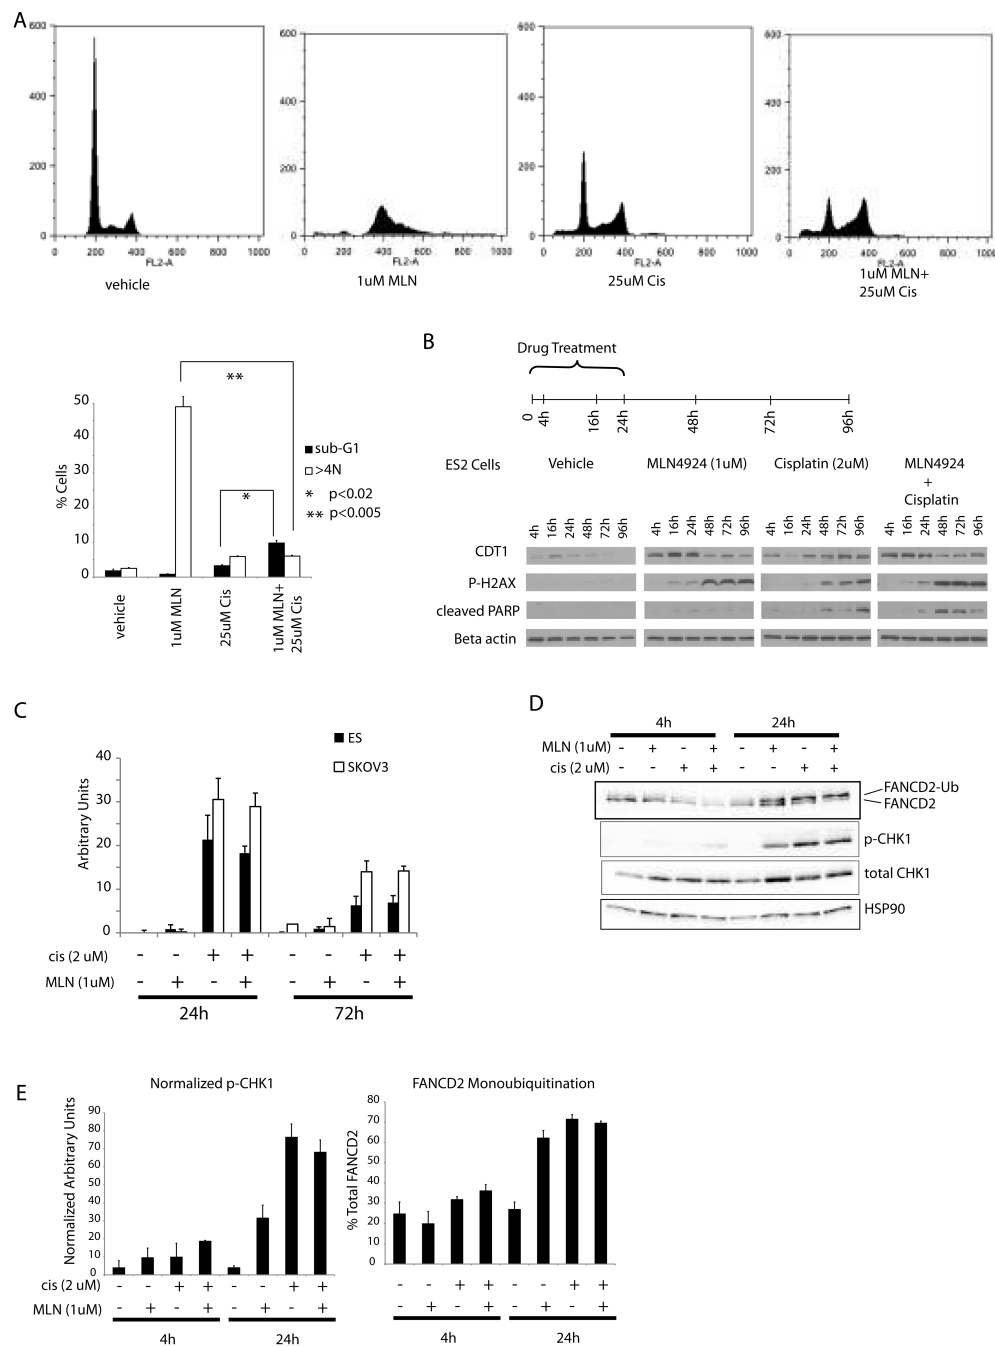 A
600
400
200
0
0 200 400 600 800 1000
FL2-A
vehicle
600
400
200
0
0 200 400 600 800 1000
FL2-A
1uM MLN
600
400
200
0
0 200 400 600 800 1000
FL2-A
25uM Cis
600
400
200
0
0 200 400 600 800 1000
FL2-A
1uM MLN+
25uM Cis
% Cells
50
40
30
20
10
0
**
*
sub-G1
>4N
* p<0.02
** p<0.005
vehicle
1uM MLN
25uM Cis
1uM MLN+
25uM Cis
B
Drug Treatment
0 4h 16h 24h 48h 72h 96h
ES2 Cells
Vehicle
MLN4924 (1uM)
Cisplatin (2uM)
MLN4924
+
Cisplatin
4h 16h 24h 48h 72h 96h
4h 16h 24h 48h 72h 96h
4h 16h 24h 48h 72h 96h
4h 16h 24h 48h 72h 96h
CDT1
P-H2AX
cleaved PARP
Beta actin
C
ES
SKOV3
Arbitrary Units
40
30
20
10
0
cis (2 uM) - - + + - - + +
MLN (1uM) - + - + - + - +
24h 72h
D
4h 24h
MLN (1uM) - + - + - + - +
cis (2 uM) - - + + - - + +
FANCD2-Ub
FANCD2
p-CHK1
total CHK1
HSP90
E
Normalized p-CHK1
Normalized Arbitrary Units
90
80
70
60
50
40
30
20
10
0
cis (2 uM) - - + + - - + +
MLN (1uM) - + - + - + - +
4h 24h
FANCD2 Monoubiquitination
% Total FANCD2
80
70
60
50
40
30
20
10
0
- - + + - - + +
- + - + - + - +
4h 24h